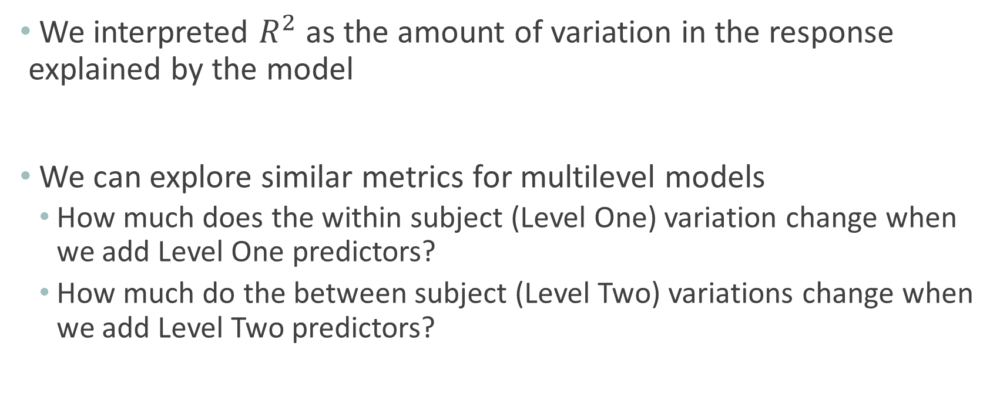 • We interpreted R² as the amount of variation in the response
explained by the model
• We can explore similar metrics for multilevel models
• How much does the within subject (Level One) variation change when
we add Level One predictors?
• How much do the between subject (Level Two) variations change when
we add Level Two predictors?